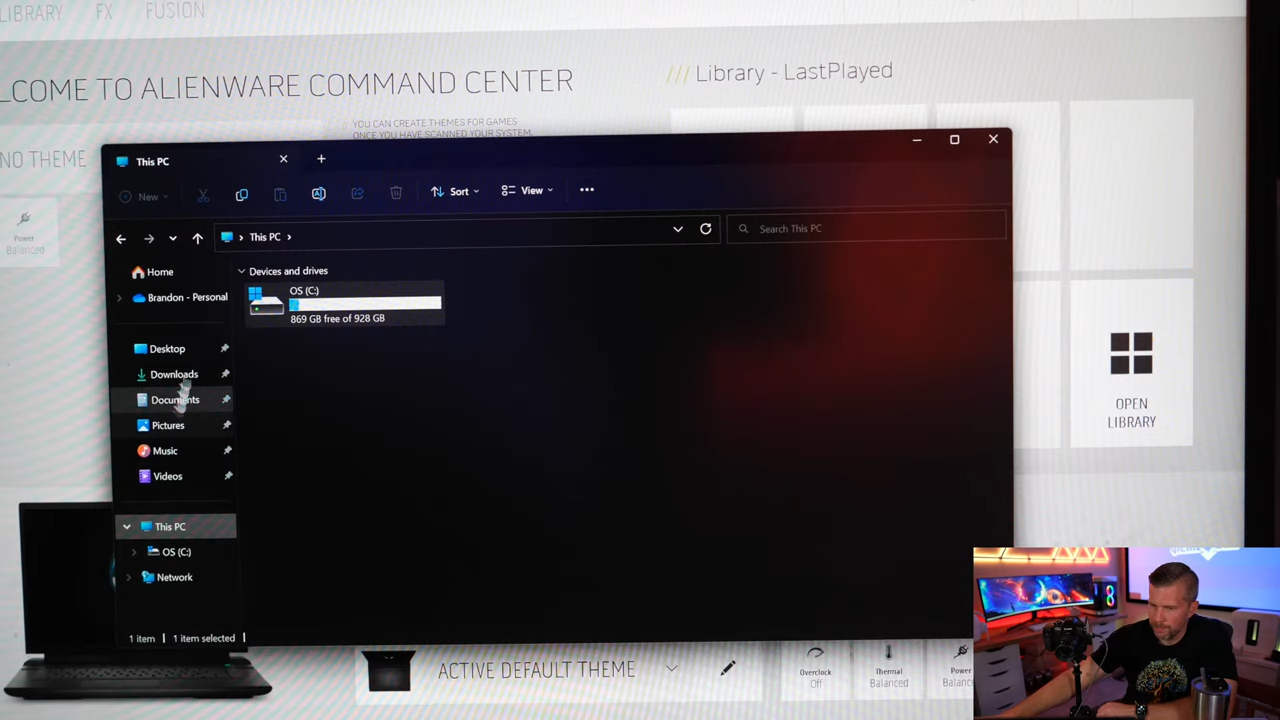 LIBRARY FX FUSION
LCOME TO ALIENWARE COMMAND CENTER
/// Library - LastPlayed
YOU CAN CREATE THEMES FOR GAMES
ONCE YOU HAVE SCANNED YOUR SYSTEM.
NO THEME
Power
Balanced
This PC
New
Sort
View
This PC
Search This PC
Home
Brandon - Personal
Desktop
Downloads
Documents
Pictures
Music
Videos
This PC
OS (C:)
Network
Devices and drives
OS (C:)
869 GB free of 928 GB
1 item 1 item selected
OPEN
LIBRARY
ACTIVE DEFAULT THEME
Overclock
Off
Thermal
Balanced
Power
Balanc